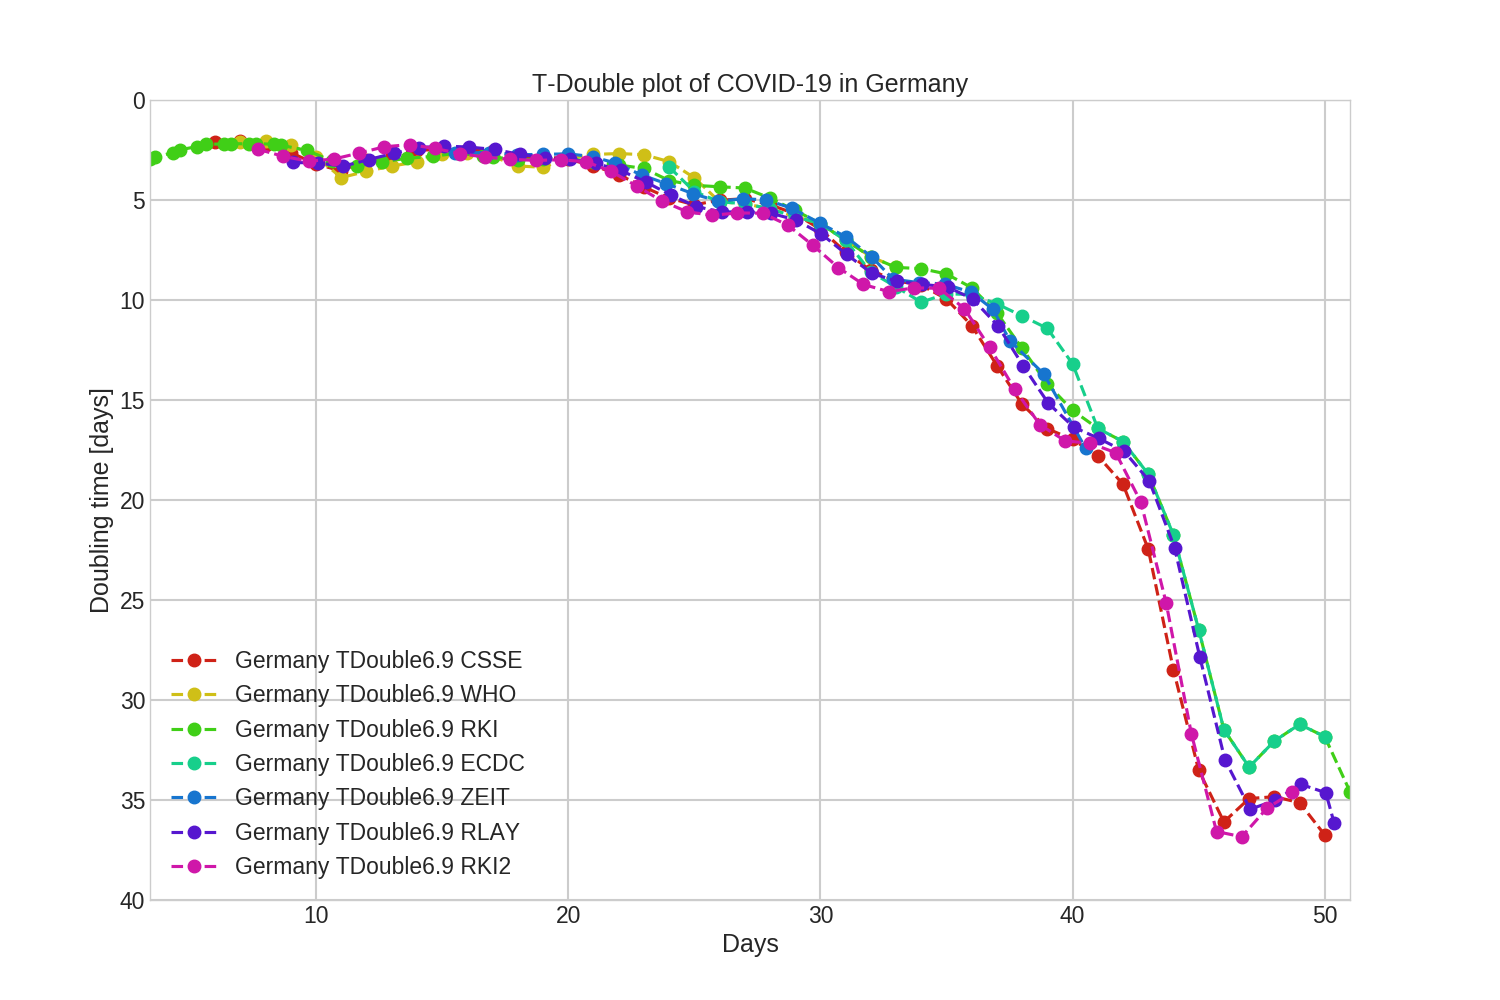 T-Double plot of COVID-19 in Germany
0
5
10
15
20
25
30
35
40
Doubling time [days]
Germany TDouble6.9 CSSE
Germany TDouble6.9 WHO
Germany TDouble6.9 RKI
Germany TDouble6.9 ECDC
Germany TDouble6.9 ZEIT
Germany TDouble6.9 RLAY
Germany TDouble6.9 RKI2
10 20 30 40 50
Days